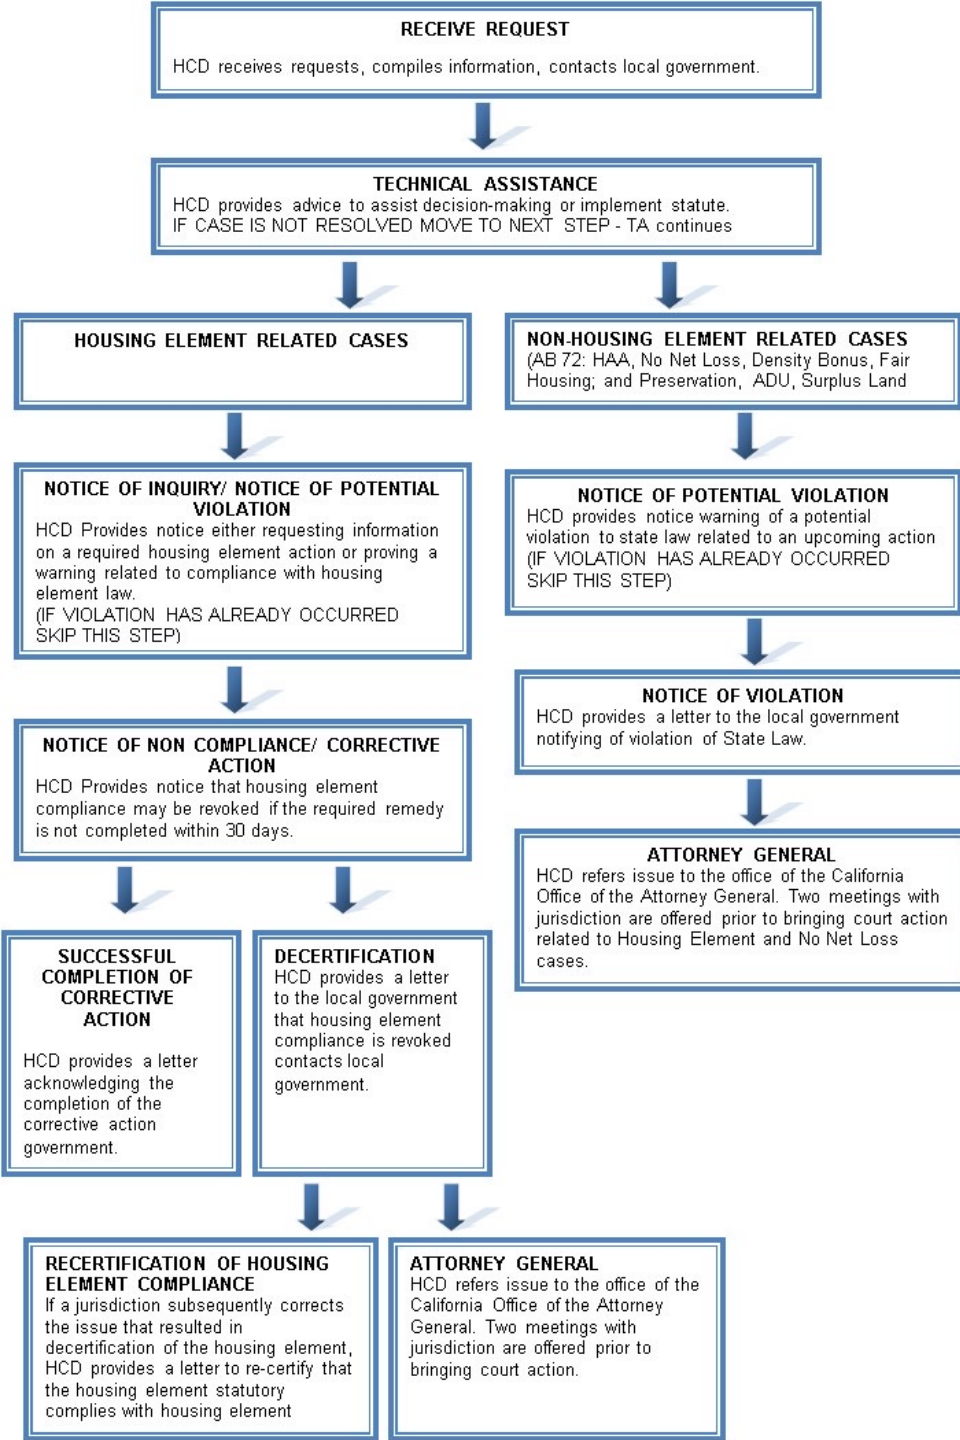 RECEIVE REQUEST
HCD receives requests, compiles information, contacts local government.
TECHNICAL ASSISTANCE
HCD provides advice to assist decision-making or implement statute.
IF CASE IS NOT RESOLVED MOVE TO NEXT STEP - TA continues
HOUSING ELEMENT RELATED CASES
NON-HOUSING ELEMENT RELATED CASES
(AB 72: HAA, No Net Loss, Density Bonus, Fair
Housing; and Preservation, ADU, Surplus Land
NOTICE OF INQUIRY/ NOTICE OF POTENTIAL
VIOLATION
HCD Provides notice either requesting information
on a required housing element action or proving a
warning related to compliance with housing
element law.
(IF VIOLATION HAS ALREADY OCCURRED
SKIP THIS STEP)
NOTICE OF POTENTIAL VIOLATION
HCD provides notice warning of a potential
violation to state law related to an upcoming action
(IF VIOLATION HAS ALREADY OCCURRED
SKIP THIS STEP)
NOTICE OF VIOLATION
HCD provides a letter to the local government
notifying of violation of State Law.
NOTICE OF NON COMPLIANCE/ CORRECTIVE
ACTION
HCD Provides notice that housing element
compliance may be revoked if the required remedy
is not completed within 30 days.
ATTORNEY GENERAL
HCD refers issue to the office of the California
Office of the Attorney General. Two meetings with
jurisdiction are offered prior to bringing court action
related to Housing Element and No Net Loss
cases.
SUCCESSFUL
COMPLETION OF
CORRECTIVE
ACTION
HCD provides a letter
acknowledging the
completion of the
corrective action
government.
DECERTIFICATION
HCD provides a letter
to the local government
that housing element
compliance is revoked
contacts local
government.
RECERTIFICATION OF HOUSING
ELEMENT COMPLIANCE
If a jurisdiction subsequently corrects
the issue that resulted in
decertification of the housing element,
HCD provides a letter to re-certify that
the housing element statutory
complies with housing element
ATTORNEY GENERAL
HCD refers issue to the office of the
California Office of the Attorney
General. Two meetings with
jurisdiction are offered prior to
bringing court action.